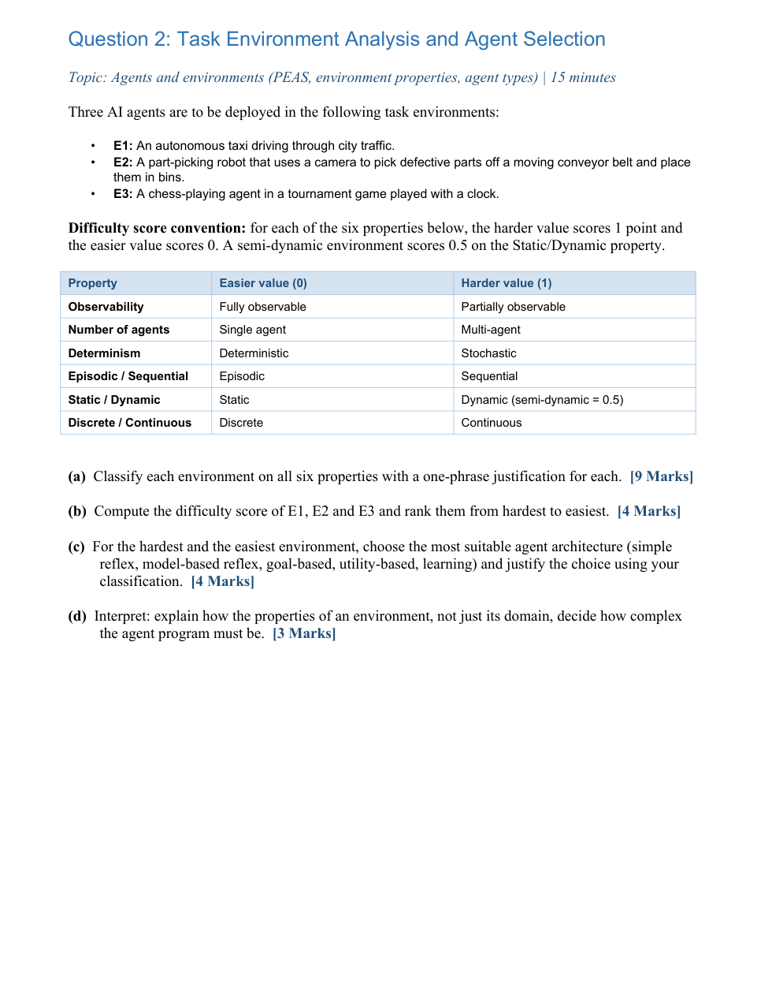 Question 2: Task Environment Analysis and Agent Selection
Topic: Agents and environments (PEAS, environment properties, agent types) | 15 minutes
Three AI agents are to be deployed in the following task environments:
• E1: An autonomous taxi driving through city traffic.
• E2: A part-picking robot that uses a camera to pick defective parts off a moving conveyor belt and place
them in bins.
• E3: A chess-playing agent in a tournament game played with a clock.
Difficulty score convention: for each of the six properties below, the harder value scores 1 point and
the easier value scores 0. A semi-dynamic environment scores 0.5 on the Static/Dynamic property.
Property Easier value (0) Harder value (1)
Observability Fully observable Partially observable
Number of agents Single agent Multi-agent
Determinism Deterministic Stochastic
Episodic / Sequential Episodic Sequential
Static / Dynamic Static Dynamic (semi-dynamic = 0.5)
Discrete / Continuous Discrete Continuous
(a) Classify each environment on all six properties with a one-phrase justification for each. [9 Marks]
(b) Compute the difficulty score of E1, E2 and E3 and rank them from hardest to easiest. [4 Marks]
(c) For the hardest and the easiest environment, choose the most suitable agent architecture (simple
reflex, model-based reflex, goal-based, utility-based, learning) and justify the choice using your
classification. [4 Marks]
(d) Interpret: explain how the properties of an environment, not just its domain, decide how complex
the agent program must be. [3 Marks]